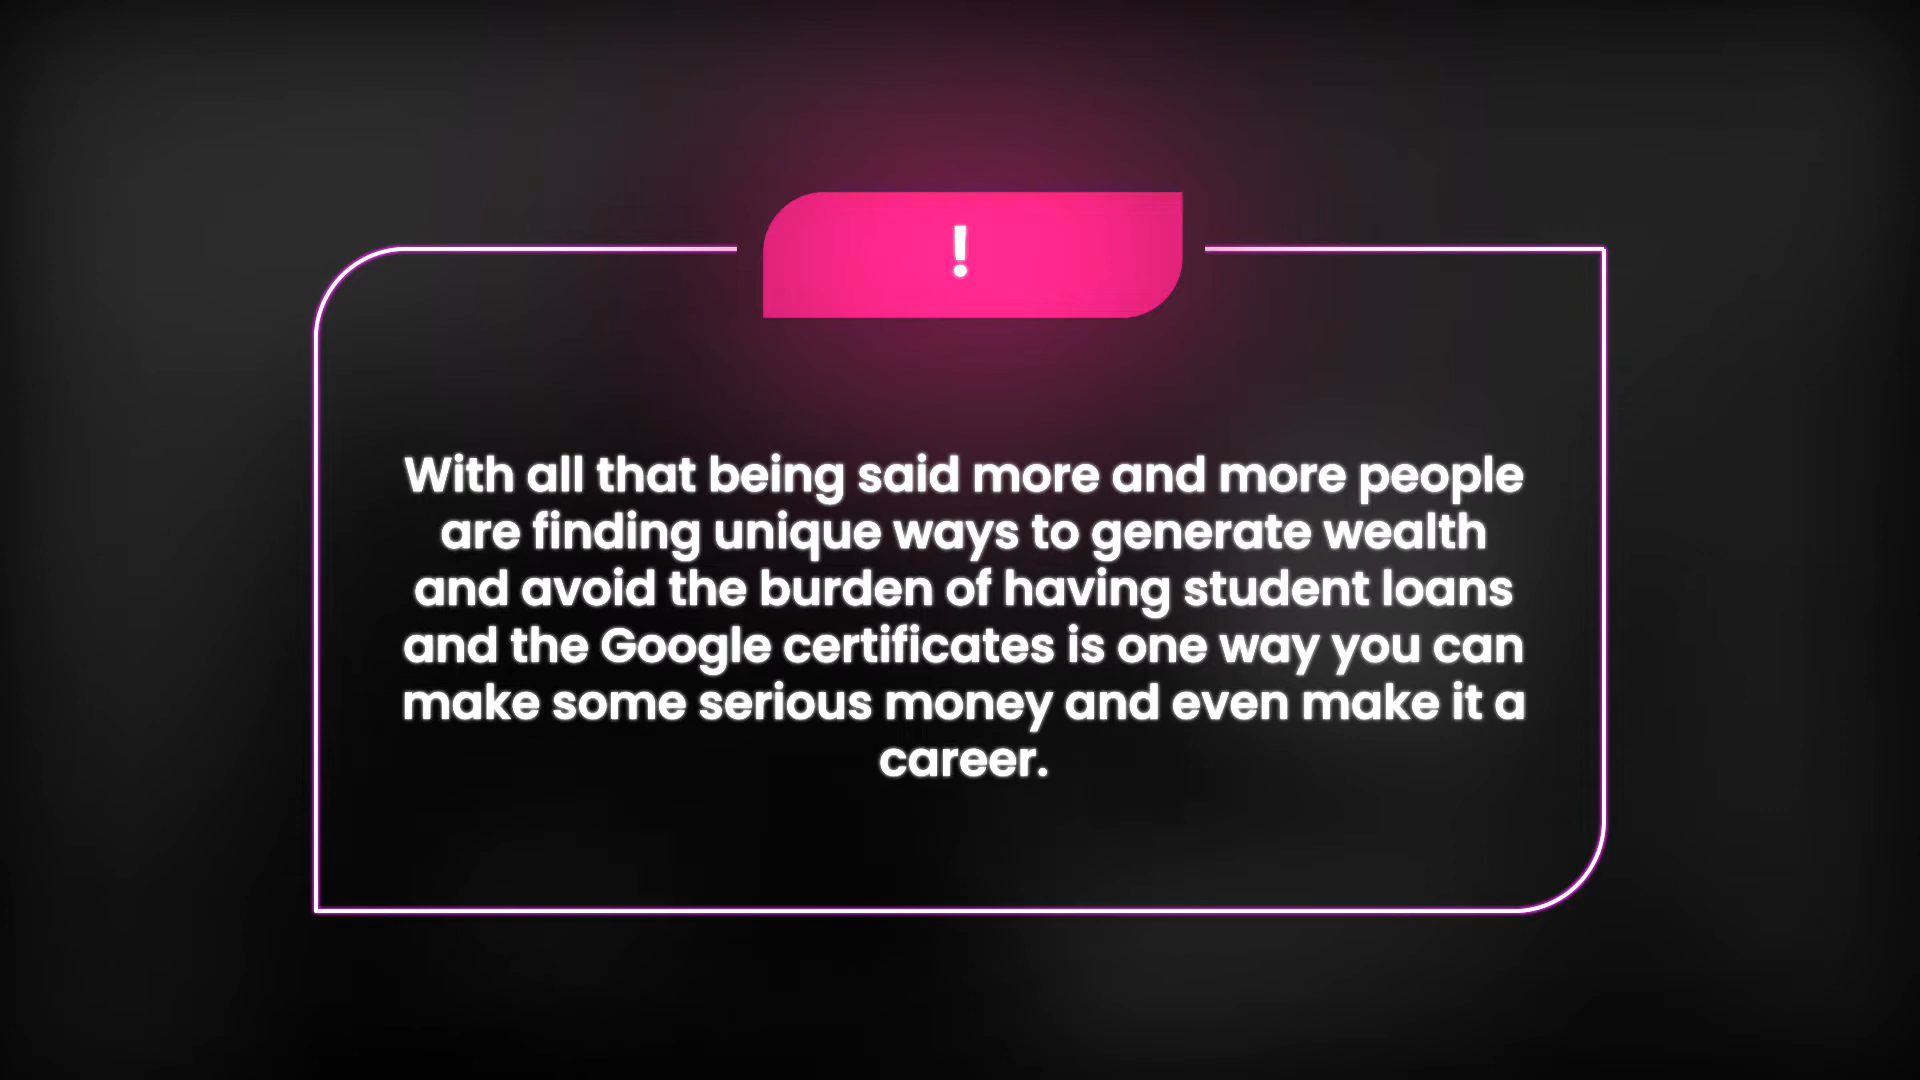 !
With all that being said more and more people
are finding unique ways to generate wealth
and avoid the burden of having student loans
and the Google certificates is one way you can
make some serious money and even make it a
career.